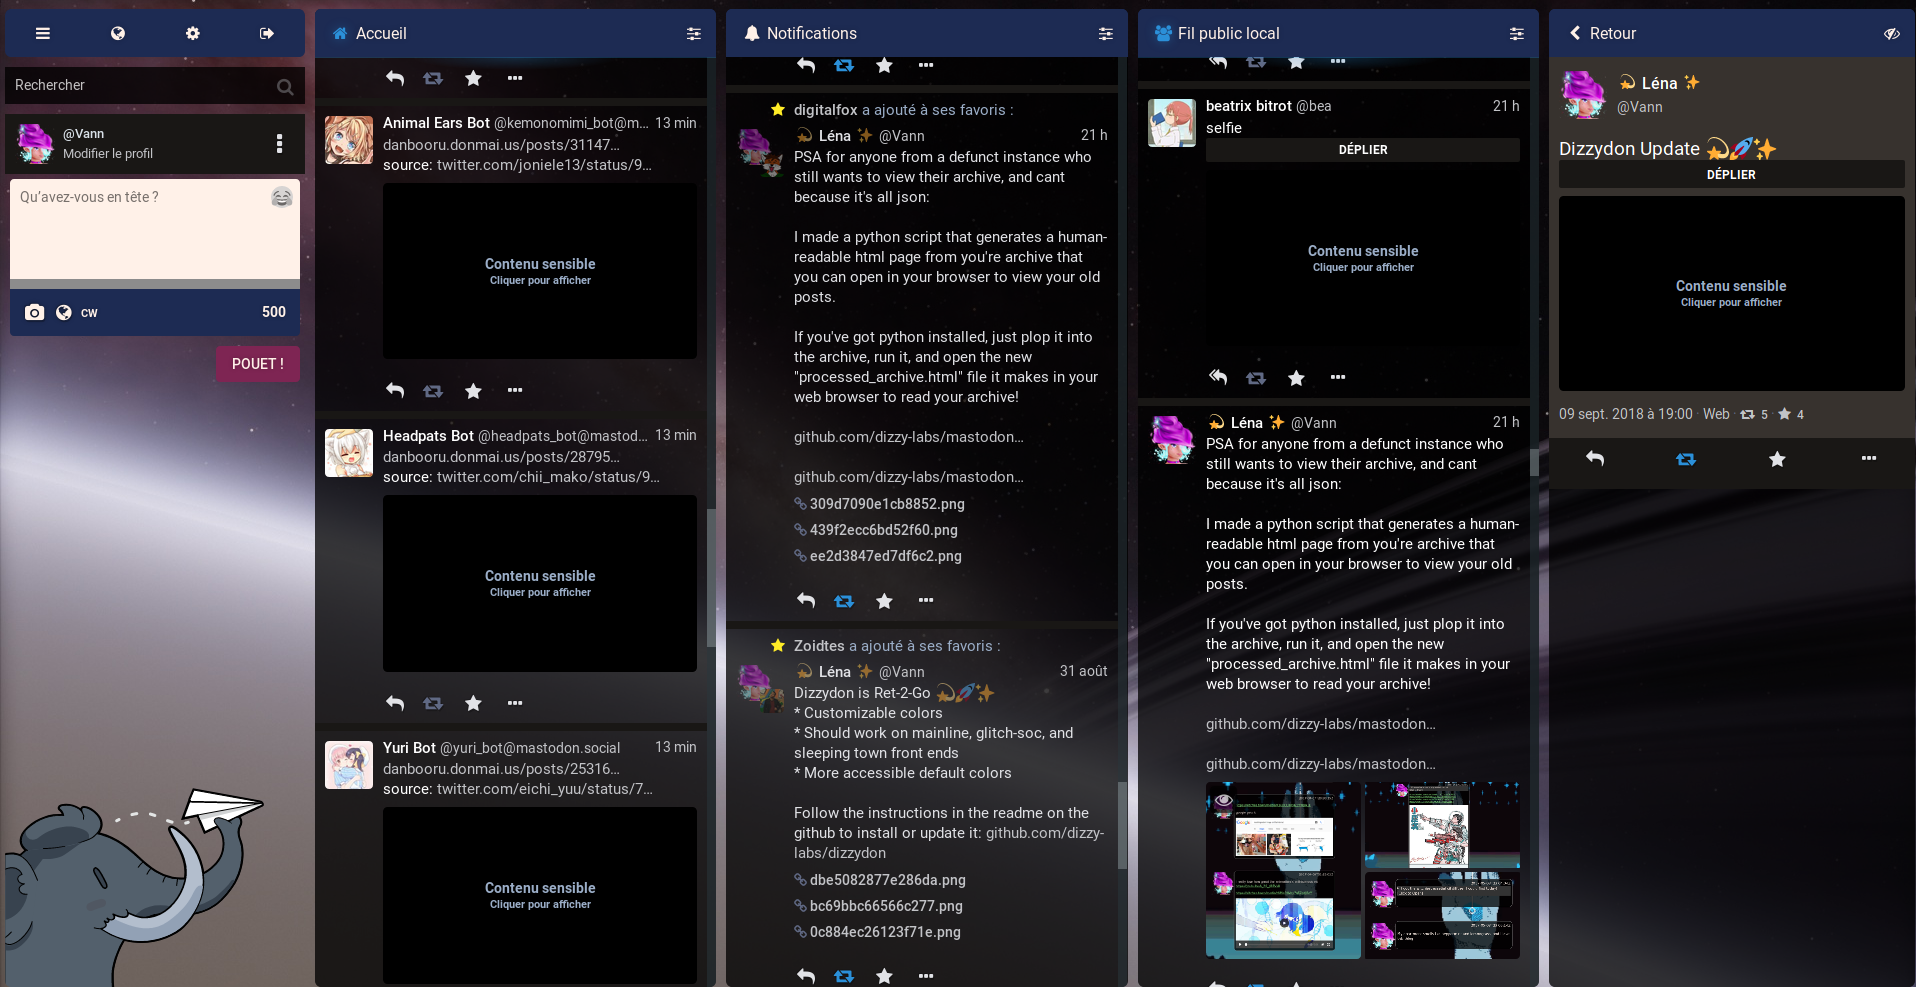 Rechercher
@Vann
Modifier le profil
Qu’avez-vous en tête ?
CW
500
POUET !
Accueil
Animal Ears Bot @kemonomimi_bot@m… 13 min
danbooru.donmai.us/posts/31147…
source: twitter.com/joniele13/status/9…
Contenu sensible
Cliquer pour afficher
Headpats Bot @headpats_bot@mastod… 13 min
danbooru.donmai.us/posts/28795…
source: twitter.com/chii_mako/status/9…
Contenu sensible
Cliquer pour afficher
Yuri Bot @yuri_bot@mastodon.social 13 min
danbooru.donmai.us/posts/25316…
source: twitter.com/eichi_yuu/status/7…
Contenu sensible
Cliquer pour afficher
Notifications
digitalfox a ajouté à ses favoris :
💫 Léna ✨ @Vann 21 h
PSA for anyone from a defunct instance who
still wants to view their archive, and cant
because it's all json:
I made a python script that generates a human-
readable html page from you're archive that
you can open in your browser to view your old
posts.
If you've got python installed, just plop it into
the archive, run it, and open the new
"processed_archive.html" file it makes in your
web browser to read your archive!
github.com/dizzy-labs/mastodon…
github.com/dizzy-labs/mastodon…
309d7090e1cb8852.png
439f2ecc6bd52f60.png
ee2d3847ed7df6c2.png
Zoidtes a ajouté à ses favoris :
💫 Léna ✨ @Vann 31 août
Dizzydon is Ret-2-Go 💫🚀✨
* Customizable colors
* Should work on mainline, glitch-soc, and
sleeping town front ends
* More accessible default colors
Follow the instructions in the readme on the
github to install or update it: github.com/dizzy-
labs/dizzydon
dbe5082877e286da.png
bc69bbc66566c277.png
0c884ec26123f71e.png
Fil public local
beatrix bitrot @bea 21 h
selfie
DÉPLIER
Contenu sensible
Cliquer pour afficher
💫 Léna ✨ @Vann 21 h
PSA for anyone from a defunct instance who
still wants to view their archive, and cant
because it's all json:
I made a python script that generates a human-
readable html page from you're archive that
you can open in your browser to view your old
posts.
If you've got python installed, just plop it into
the archive, run it, and open the new
"processed_archive.html" file it makes in your
web browser to read your archive!
github.com/dizzy-labs/mastodon…
github.com/dizzy-labs/mastodon…
Google
Retour
💫 Léna ✨
@Vann
Dizzydon Update 💫🚀✨
DÉPLIER
Contenu sensible
Cliquer pour afficher
09 sept. 2018 à 19:00 · Web · 5 · 4